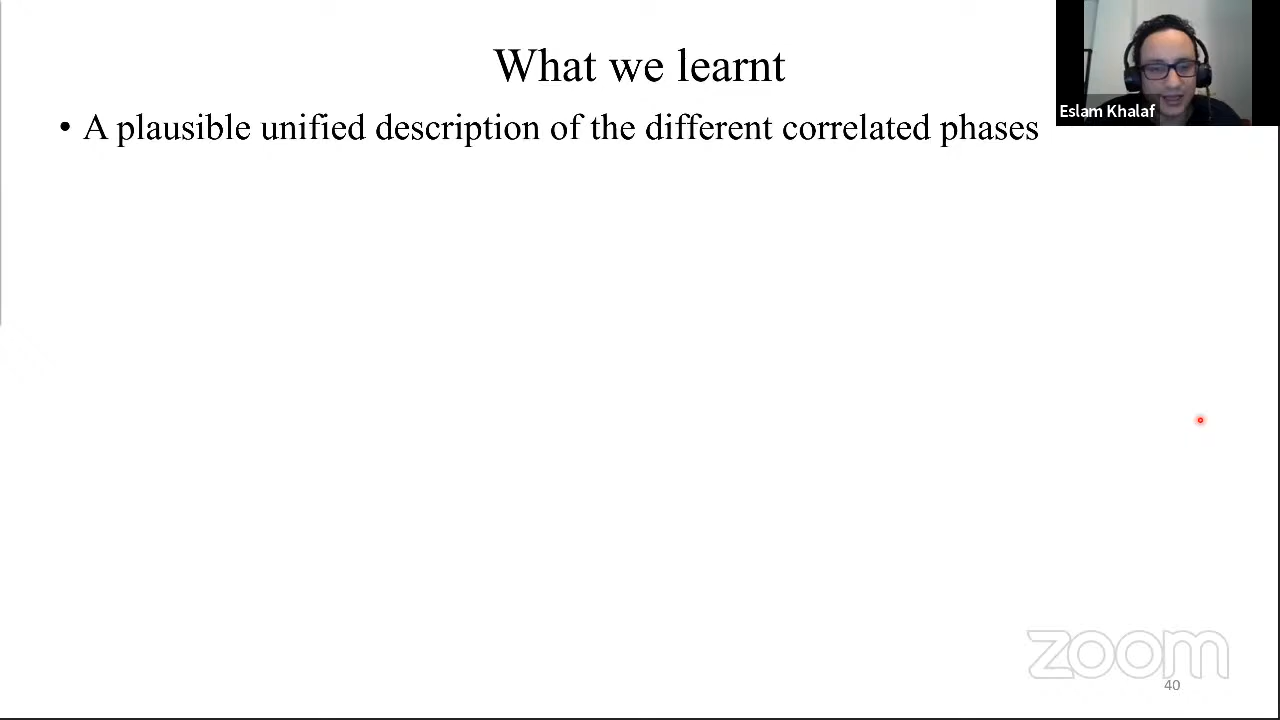 What we learnt
• A plausible unified description of the different correlated phases
Eslam Khalaf
zoom
40